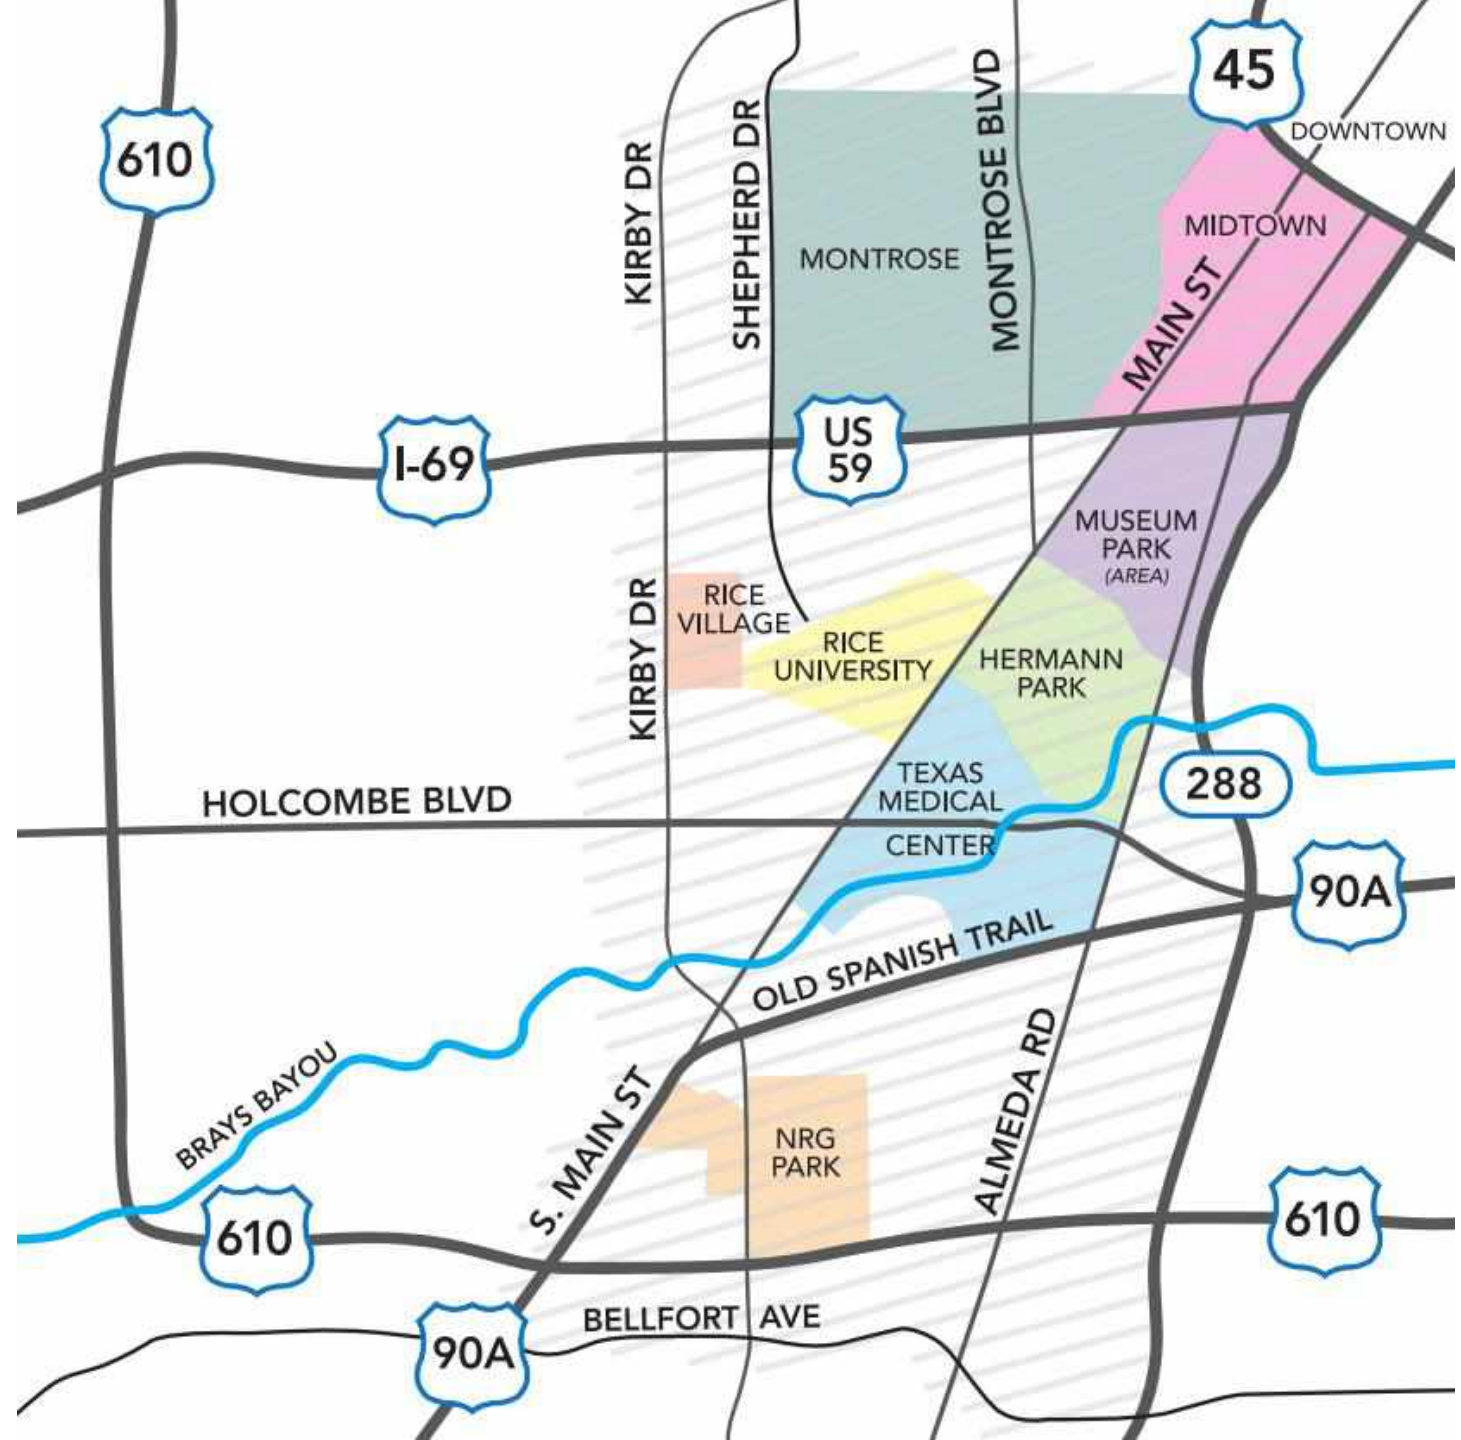 45
DOWNTOWN
610
KIRBY DR
SHEPHERD DR
MONTROSE BLVD
MIDTOWN
MONTROSE
MAIN ST
I-69
US
59
MUSEUM
PARK
(AREA)
KIRBY DR
RICE
VILLAGE
RICE
UNIVERSITY
HERMANN
PARK
TEXAS
MEDICAL
CENTER
288
HOLCOMBE BLVD
90A
OLD SPANISH TRAIL
BRAYS BAYOU
S. MAIN ST
NRG
PARK
ALMEDA RD
610
610
BELLFORT AVE
90A